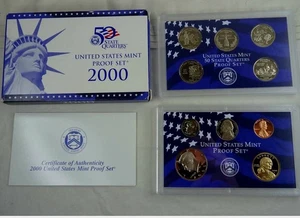 50
STATE
QUARTERS
UNITED STATES MINT
PROOF SET
2000
UNITED STATES MINT
50 STATE QUARTERS
PROOF SET
Certificate of Authenticity
2000 United States Mint Proof Set
UNITED STATES MINT
PROOF SET